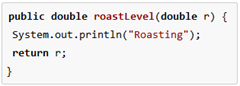 public double roastLevel(double r) {
 System.out.println("Roasting");
 return r;
}